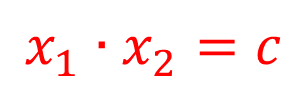 x₁ · x₂ = c